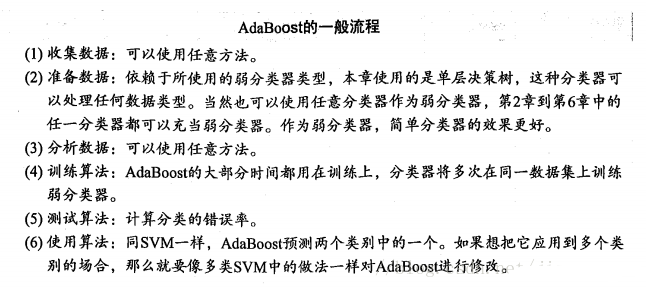 AdaBoost的一般流程
(1) 收集数据：可以使用任意方法。
(2) 准备数据：依赖于所使用的弱分类器类型，本章使用的是单层决策树，这种分类器可
以处理任何数据类型。当然也可以使用任意分类器作为弱分类器，第2章到第6章中的
任一分类器都可以充当弱分类器。作为弱分类器，简单分类器的效果更好。
(3) 分析数据：可以使用任意方法。
(4) 训练算法：AdaBoost的大部分时间都用在训练上，分类器将多次在同一数据集上训练
弱分类器。
(5) 测试算法：计算分类的错误率。
(6) 使用算法：同SVM一样，AdaBoost预测两个类别中的一个。如果想把它应用到多个类
别的场合，那么就要像多类SVM中的做法一样对AdaBoost进行修改。